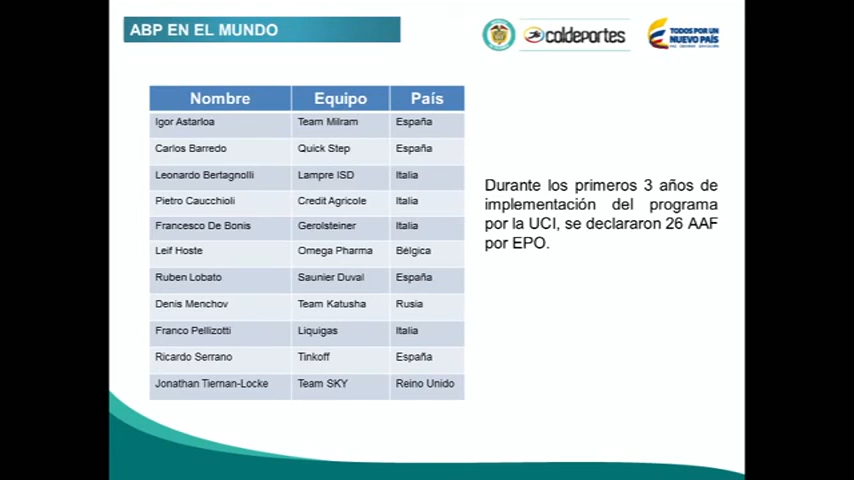 ABP EN EL MUNDO
coldeportes
TODOS POR UN
NUEVO PAÍS
PAZ EQUIDAD EDUCACIÓN
Nombre Equipo País
Igor Astarloa Team Milram España
Carlos Barredo Quick Step España
Leonardo Bertagnolli Lampre ISD Italia
Pietro Caucchioli Credit Agricole Italia
Francesco De Bonis Gerolsteiner Italia
Leif Hoste Omega Pharma Bélgica
Ruben Lobato Saunier Duval España
Denis Menchov Team Katusha Rusia
Franco Pellizotti Liquigas Italia
Ricardo Serrano Tinkoff España
Jonathan Tiernan-Locke Team SKY Reino Unido
Durante los primeros 3 años de
implementación del programa
por la UCI, se declararon 26 AAF
por EPO.